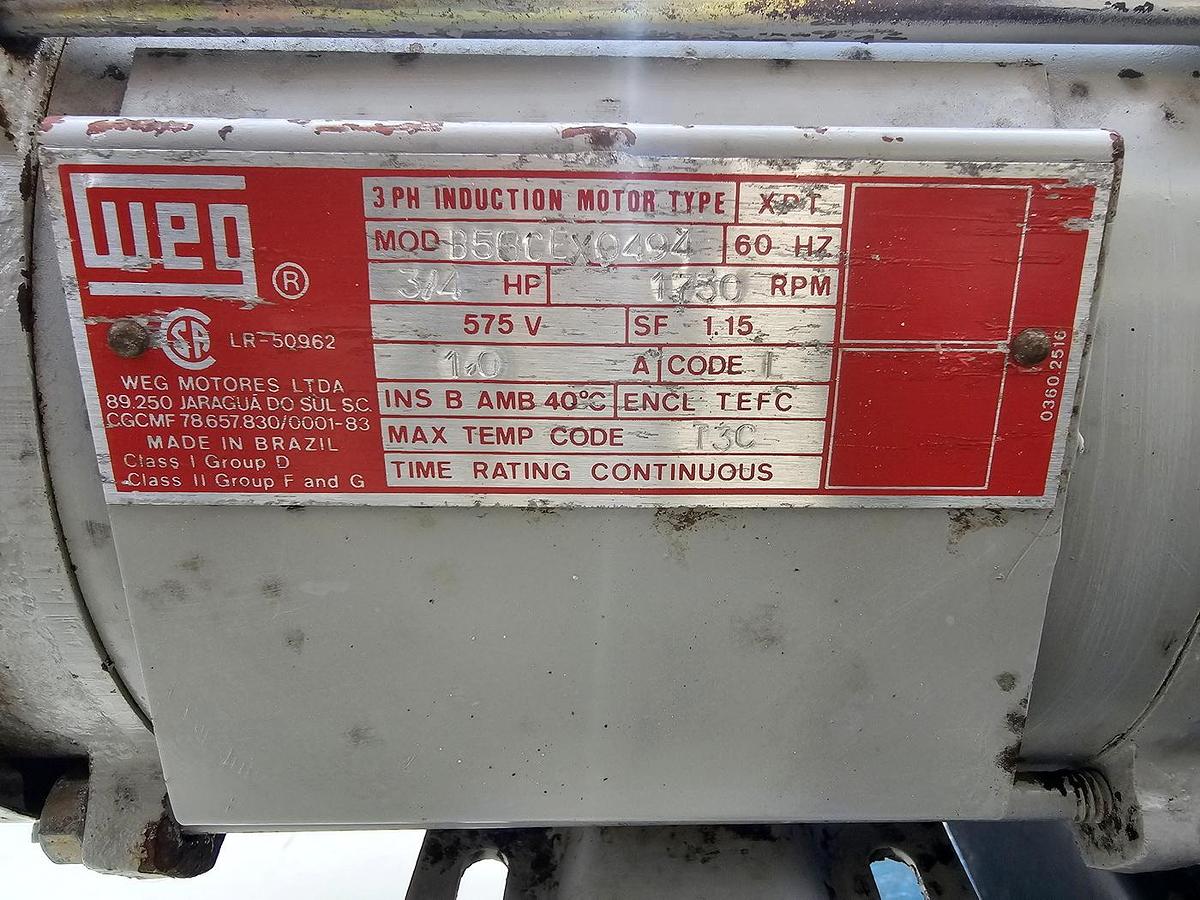 weg ®
LR-50962
WEG MOTORES LTDA
89.250 JARAGUÁ DO SUL S.C.
CGCMF 78.657.830/0001-83
MADE IN BRAZIL
Class I Group D
Class II Group F and G
3 PH INDUCTION MOTOR TYPE
MOD 60 HZ
3/4 HP 1730 RPM
575 V SF 1.15
1.0 A CODE L
INS B AMB 40°C ENCL TEFC
MAX TEMP CODE T3C
TIME RATING CONTINUOUS
0360.2516